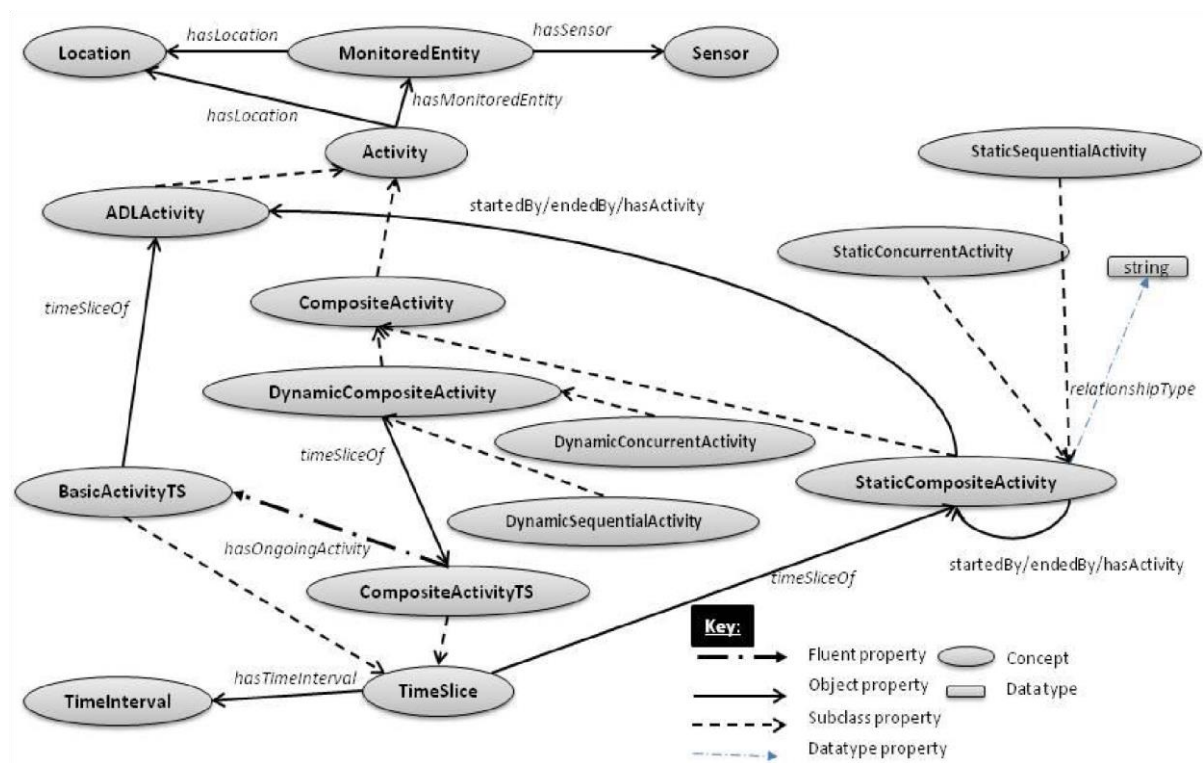 hasLocation
hasSensor
Location
MonitoredEntity
Sensor
hasMonitoredEntity
hasLocation
Activity
StaticSequentialActivity
ADLActivity
startedBy/endedBy/hasActivity
StaticConcurrentActivity
string
timeSliceOf
CompositeActivity
DynamicCompositeActivity
relationshipType
DynamicConcurrentActivity
timeSliceOf
BasicActivityTS
StaticCompositeActivity
DynamicSequentialActivity
hasOngoingActivity
startedBy/endedBy/hasActivity
timeSliceOf
CompositeActivityTS
Key:
Fluent property
Concept
hasTimeInterval
Object property
Data type
TimeInterval
TimeSlice
Subclass property
Datatype property